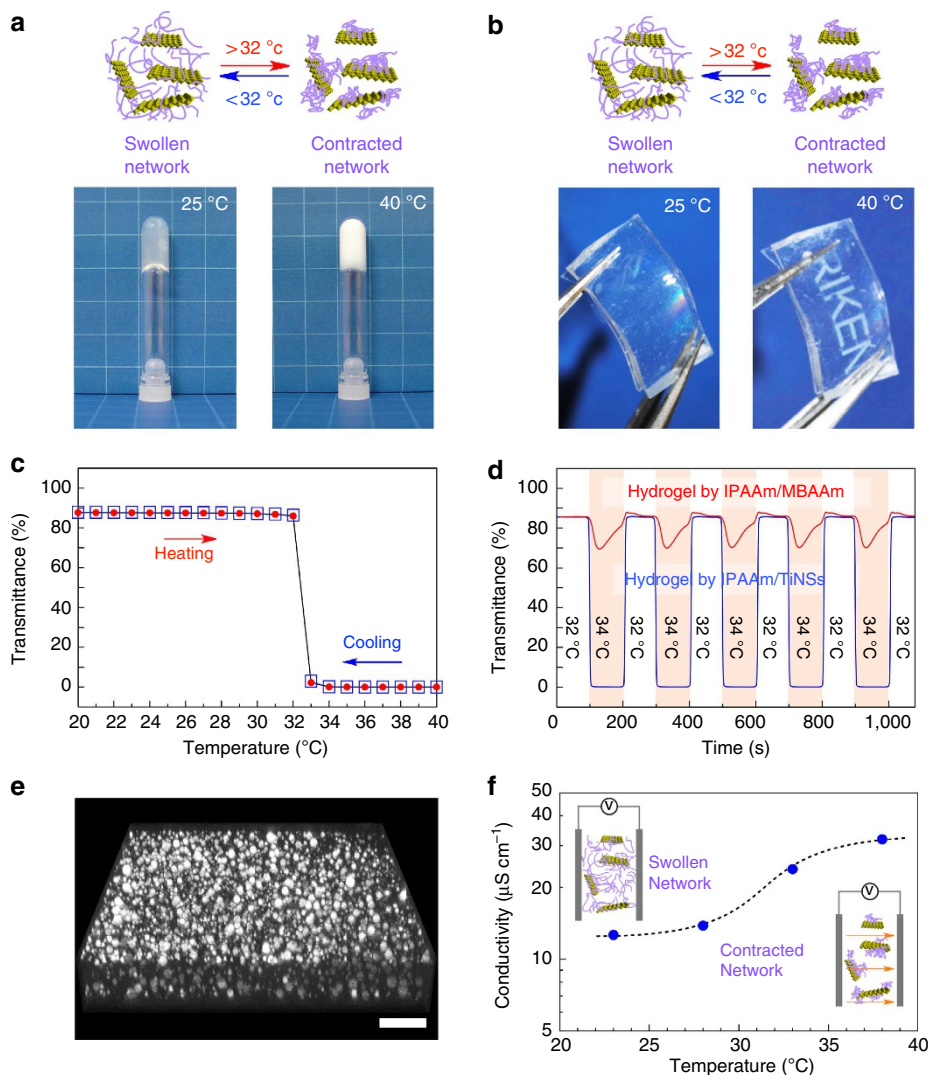 a
>32 °c
<32 °c
Swollen
network
Contracted
network
25 °C
40 °C
b
>32 °c
<32 °c
Swollen
network
Contracted
network
25 °C
40 °C
RIKEN
c
Transmittance (%)
100
80
60
40
20
0
Heating
Cooling
20 22 24 26 28 30 32 34 36 38 40
Temperature (°C)
d
Transmittance (%)
100
80
60
40
20
0
Hydrogel by IPAAm/MBAAm
Hydrogel by IPAAm/TiNSs
32 °C 34 °C 32 °C 34 °C 32 °C 34 °C 32 °C 34 °C 32 °C 34 °C 32 °C
0 200 400 600 800 1,000
Time (s)
e
f
Conductivity (µS cm⁻¹)
50
40
30
20
10
5
V
Swollen
Network
V
Contracted
Network
20 25 30 35 40
Temperature (°C)